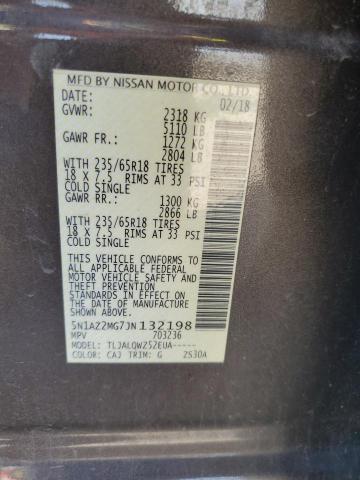 MFD BY NISSAN MOTOR CO., LTD.
DATE: 02/18
GVWR: 2318 KG
5110 LB
GAWR FR.: 1272 KG
2804 LB
WITH 235/65R18 TIRES
18 X 7.5 RIMS AT 33 PSI
COLD SINGLE
GAWR RR.: 1300 KG
2866 LB
WITH 235/65R18 TIRES
18 X 7.5 RIMS AT 33 PSI
COLD SINGLE
THIS VEHICLE CONFORMS TO ALL
APPLICABLE FEDERAL MOTOR
VEHICLE SAFETY, BUMPER, AND
THEFT PREVENTION
STANDARDS IN EFFECT ON THE
DATE OF MANUFACTURE
SHOWN ABOVE.
5N1AZ2MG7JN132198
MPV 703236
MODEL: TLJALQWZ52EUA-----
COLOR: CAJ TRIM: G 2S30A